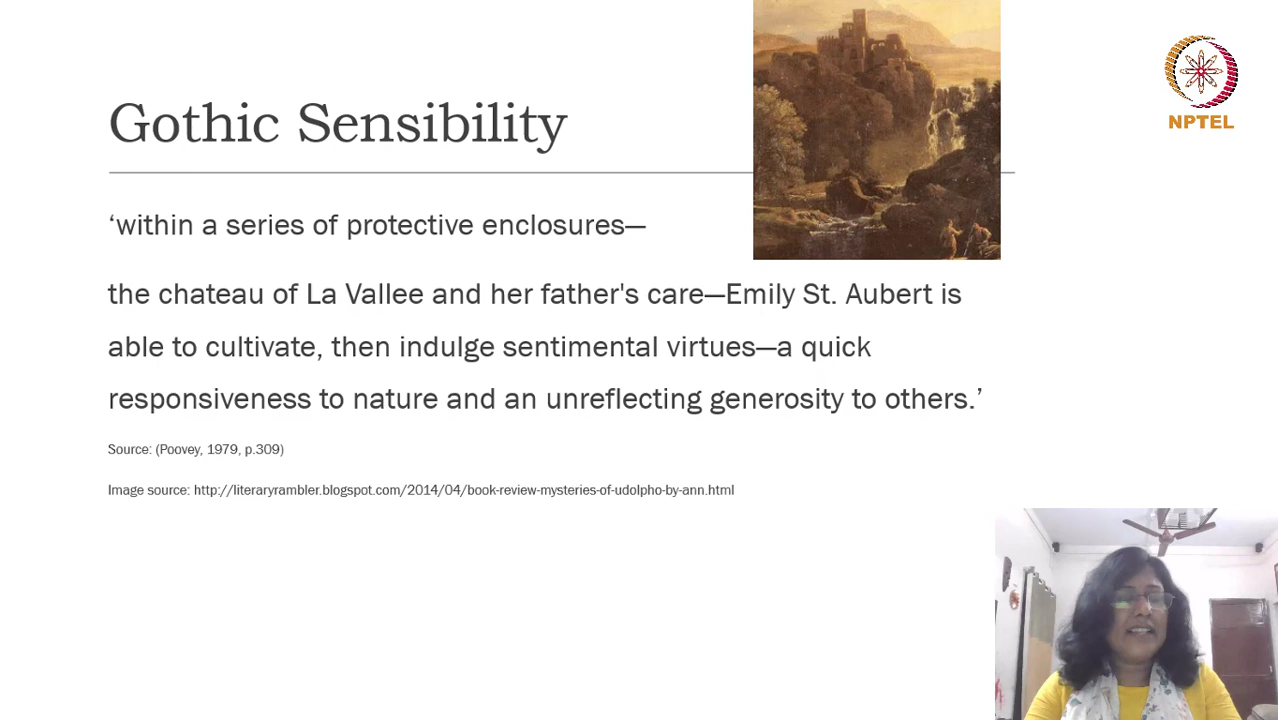 Gothic Sensibility
NPTEL
‘within a series of protective enclosures—
the chateau of La Vallee and her father's care—Emily St. Aubert is
able to cultivate, then indulge sentimental virtues—a quick
responsiveness to nature and an unreflecting generosity to others.’
Source: (Poovey, 1979, p.309)
Image source: http://literaryrambler.blogspot.com/2014/04/book-review-mysteries-of-udolpho-by-ann.html